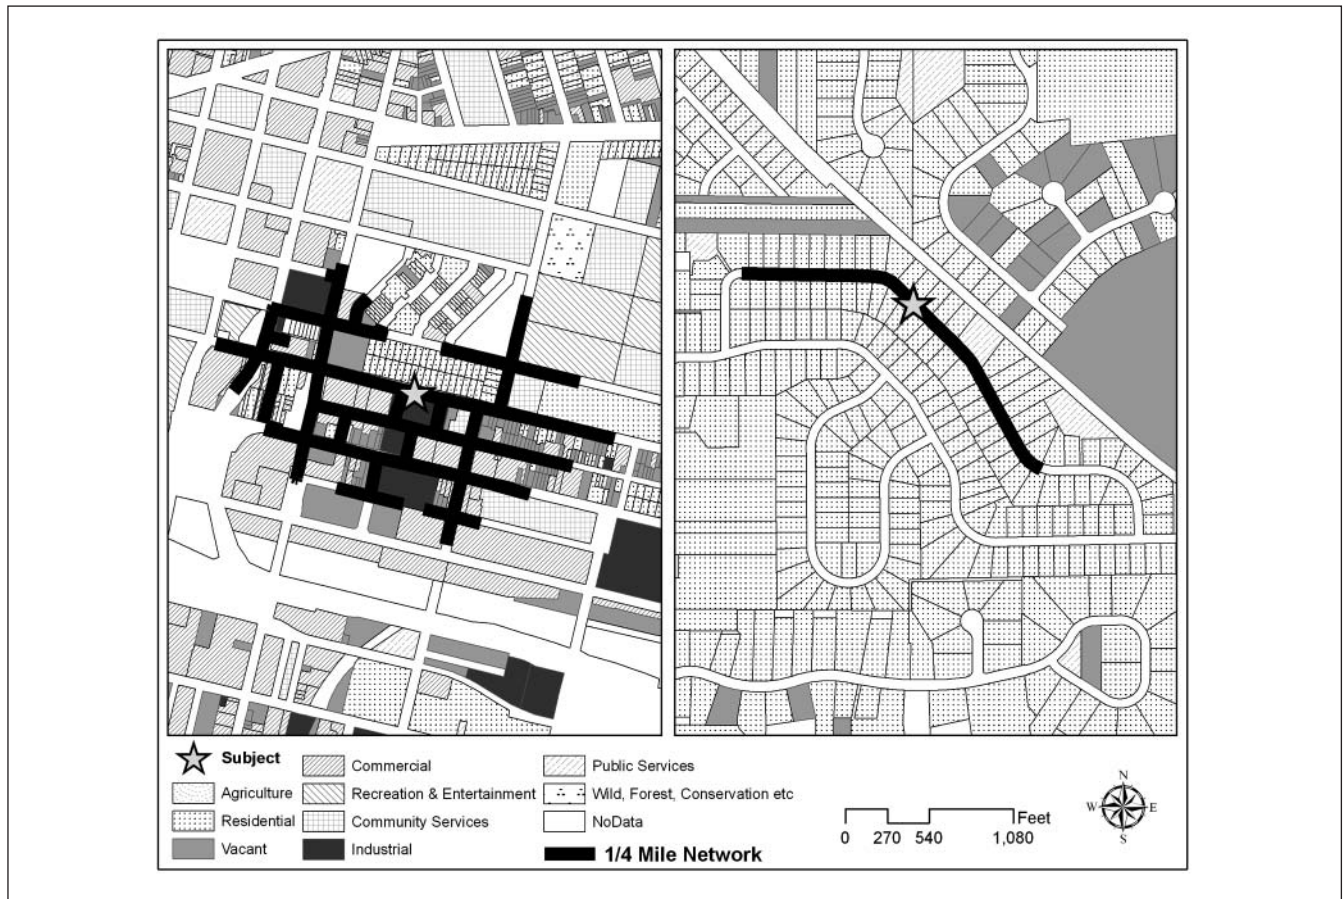 Subject
Agriculture
Residential
Vacant
Commercial
Recreation & Entertainment
Community Services
Industrial
Public Services
Wild, Forest, Conservation etc
NoData
1/4 Mile Network
Feet
0 270 540 1,080
N
W E
S